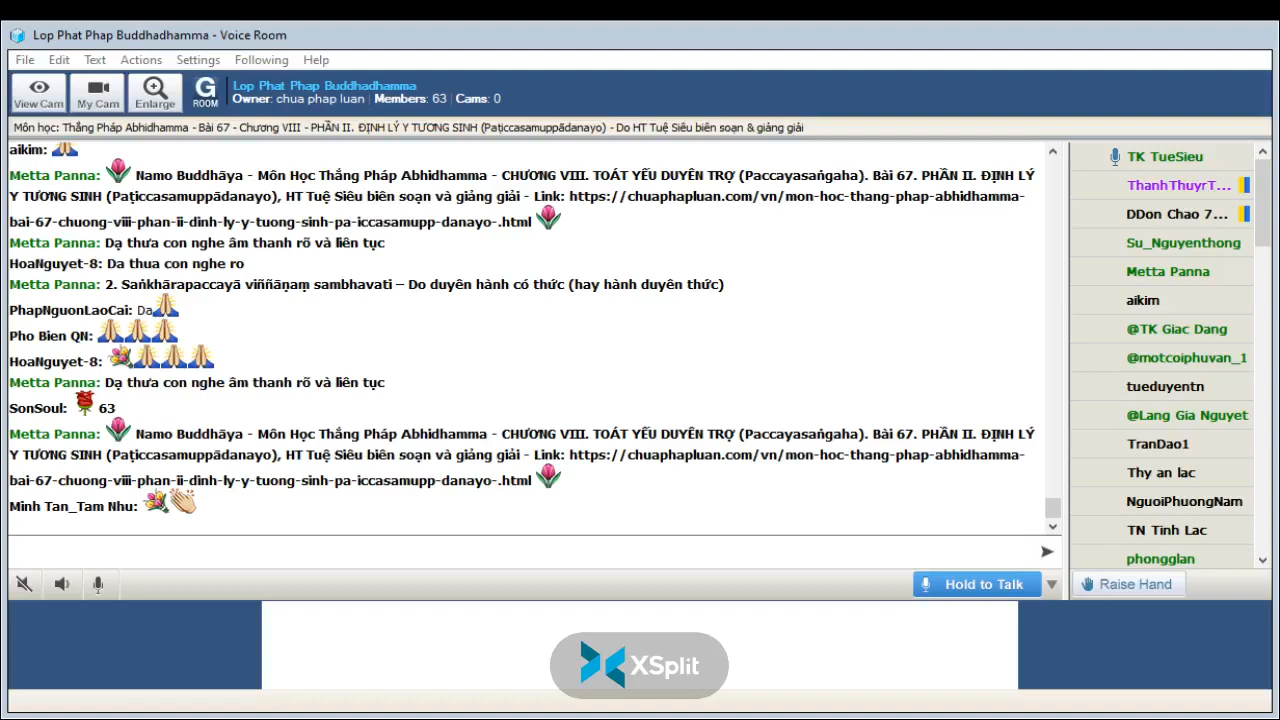 Lop Phat Phap Buddhadhamma - Voice Room
File Edit Text Actions Settings Following Help
View Cam My Cam Enlarge G ROOM
Lop Phat Phap Buddhadhamma
Owner: chua phap luan | Members: 63 | Cams: 0
Môn học: Thắng Pháp Abhidhamma - Bài 67 - Chương VIII - PHẦN II. ĐỊNH LÝ Y TƯƠNG SINH (Paṭiccasamuppādanayo) - Do HT Tuệ Siêu biên soạn & giảng giải
aikim:
Metta Panna: Namo Buddhāya - Môn Học Thắng Pháp Abhidhamma - CHƯƠNG VIII. TOÁT YẾU DUYÊN TRỢ (Paccayasaṅgaha). Bài 67. PHẦN II. ĐỊNH LÝ
Y TƯƠNG SINH (Paṭiccasamuppādanayo), HT Tuệ Siêu biên soạn và giảng giải - Link: https://chuaphapluan.com/vn/mon-hoc-thang-phap-abhidhamma-
bai-67-chuong-viii-phan-ii-dinh-ly-y-tuong-sinh-pa-iccasamupp-danayo-.html
Metta Panna: Dạ thưa con nghe âm thanh rõ và liên tục
HoaNguyet-8: Da thua con nghe ro
Metta Panna: 2. Saṅkhārapaccayā viññāṇaṃ sambhavati – Do duyên hành có thức (hay hành duyên thức)
PhapNguonLaoCai: Da
Pho Bien QN:
HoaNguyet-8:
Metta Panna: Dạ thưa con nghe âm thanh rõ và liên tục
SonSoul: 63
Metta Panna: Namo Buddhāya - Môn Học Thắng Pháp Abhidhamma - CHƯƠNG VIII. TOÁT YẾU DUYÊN TRỢ (Paccayasaṅgaha). Bài 67. PHẦN II. ĐỊNH LÝ
Y TƯƠNG SINH (Paṭiccasamuppādanayo), HT Tuệ Siêu biên soạn và giảng giải - Link: https://chuaphapluan.com/vn/mon-hoc-thang-phap-abhidhamma-
bai-67-chuong-viii-phan-ii-dinh-ly-y-tuong-sinh-pa-iccasamupp-danayo-.html
Minh Tan_Tam Nhu:
TK TueSieu
ThanhThuyrT...
DDon Chao 7...
Su_Nguyenthong
Metta Panna
aikim
@TK Giac Dang
@motcoiphuvan_1
tueduyentn
@Lang Gia Nguyet
TranDao1
Thy an lac
NguoiPhuongNam
TN Tinh Lac
phongglan
Hold to Talk
Raise Hand
XSplit